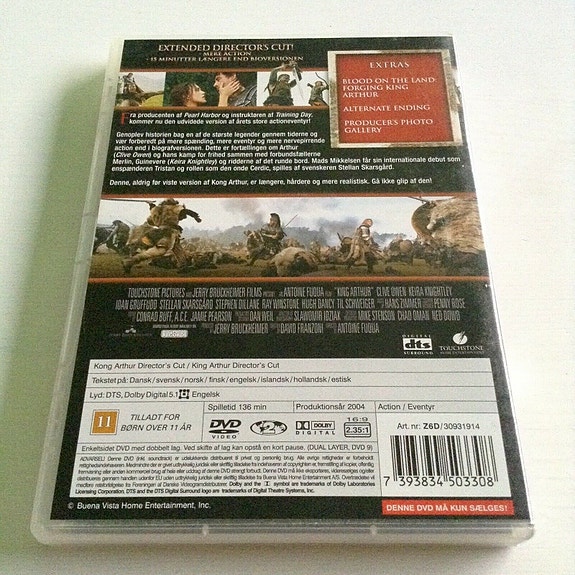 EXTENDED DIRECTOR'S CUT!
- MERE ACTION
- 15 MINUTTER LÆNGERE END BIOVERSIONEN
EXTRAS
BLOOD ON THE LAND:
FORGING KING
ARTHUR
ALTERNATE ENDING
PRODUCER'S PHOTO
GALLERY
Fra producenten af Pearl Harbor og instruktøren af Training Day,
kommer nu den udvidede version af årets store actioneventyr!
Genoplev historien bag en af de største legender gennem tiderne og
vær forberedt på mere spænding, mere eventyr og mere nervepirrende
action end i biografversionen. Dette er fortællingen om Arthur
(Clive Owen) og hans kamp for frihed sammen med forbundsfællerne
Merlin, Guinevere (Keira Knightley) og ridderne af det runde bord. Mads Mikkelsen får sin internationale debut som
enspænderen Tristan og rollen som den onde Cerdic, spilles af svenskeren Stellan Skarsgård.
Denne, aldrig før viste version af Kong Arthur, er længere, hårdere og mere realistisk. Gå ikke glip af den!
TOUCHSTONE PICTURES JERRY BRUCKHEIMER FILMS ANTOINE FUQUA "KING ARTHUR" CLIVE OWEN KEIRA KNIGHTLEY
IOAN GRUFFUDD STELLAN SKARSGÅRD STEPHEN DILLANE RAY WINSTONE HUGH DANCY TIL SCHWEIGER HANS ZIMMER PENNY ROSE
CONRAD BUFF, A.C.E. JAMIE PEARSON DAN WEIL SLAWOMIR IDZIAK MIKE STENSON CHAD OMAN NED DOWD
JERRY BRUCKHEIMER DAVID FRANZONI ANTOINE FUQUA
DIGITAL
dts
SURROUND
TOUCHSTONE
HOME ENTERTAINMENT
Kong Arthur Director's Cut / King Arthur Director's Cut
Tekstet på: Dansk / svensk / norsk / finsk / engelsk / islandsk / hollandsk / estisk
Lyd: DTS, Dolby Digital 5.1 Engelsk
11
TILLADT FOR
BØRN OVER 11 ÅR
Spilletid 136 min
Produktionsår 2004
Action / Eventyr
DVD
VIDEO
2
DOLBY
DIGITAL
16:9
2.35:1
Art. nr: Z6D / 30931914
Enkeltsidet DVD med dobbelt lag. Ved skifte af lag kan opstå en kort pause. (DUAL LAYER, DVD 9)
7 393834 503308
© Buena Vista Home Entertainment, Inc.
DENNE DVD MÅ KUN SÆLGES!